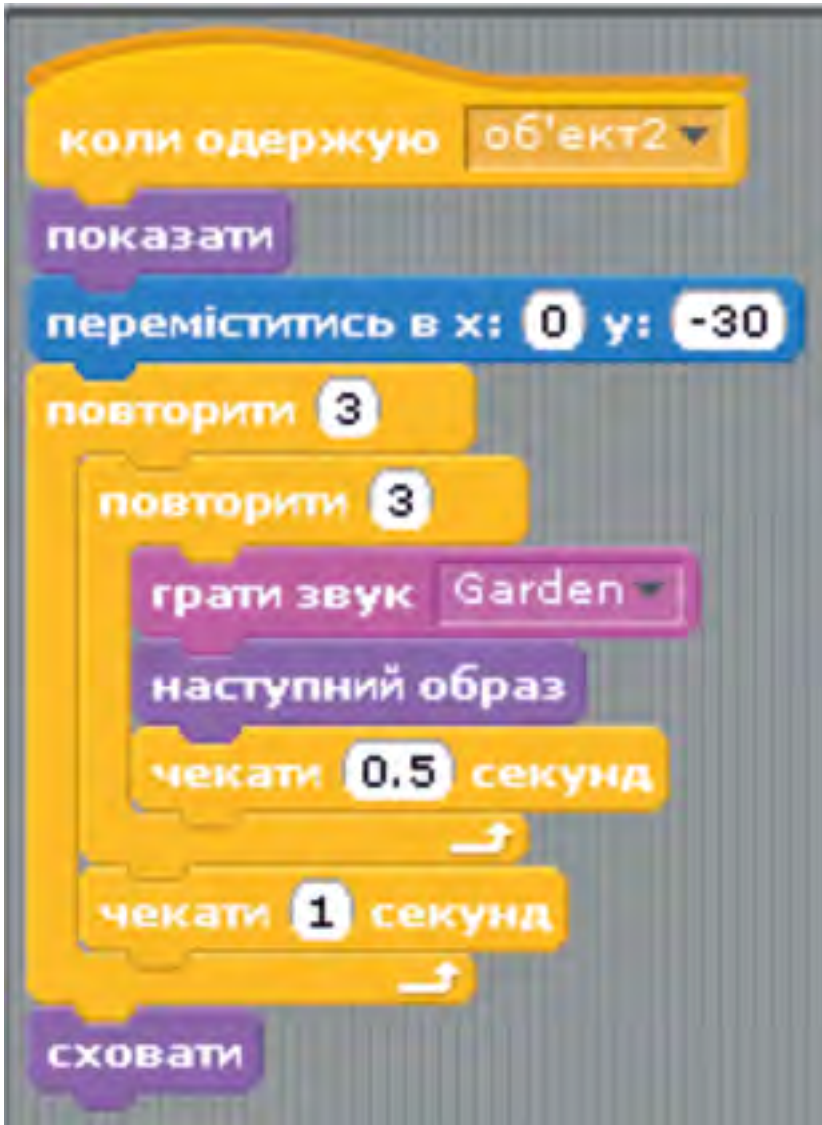 коли одержую об'ект2
показати
переміститись в x: 0 y: -30
повторити 3
повторити 3
грати звук Garden
наступний образ
чекати 0.5 секунд
чекати 1 секунд
сховати